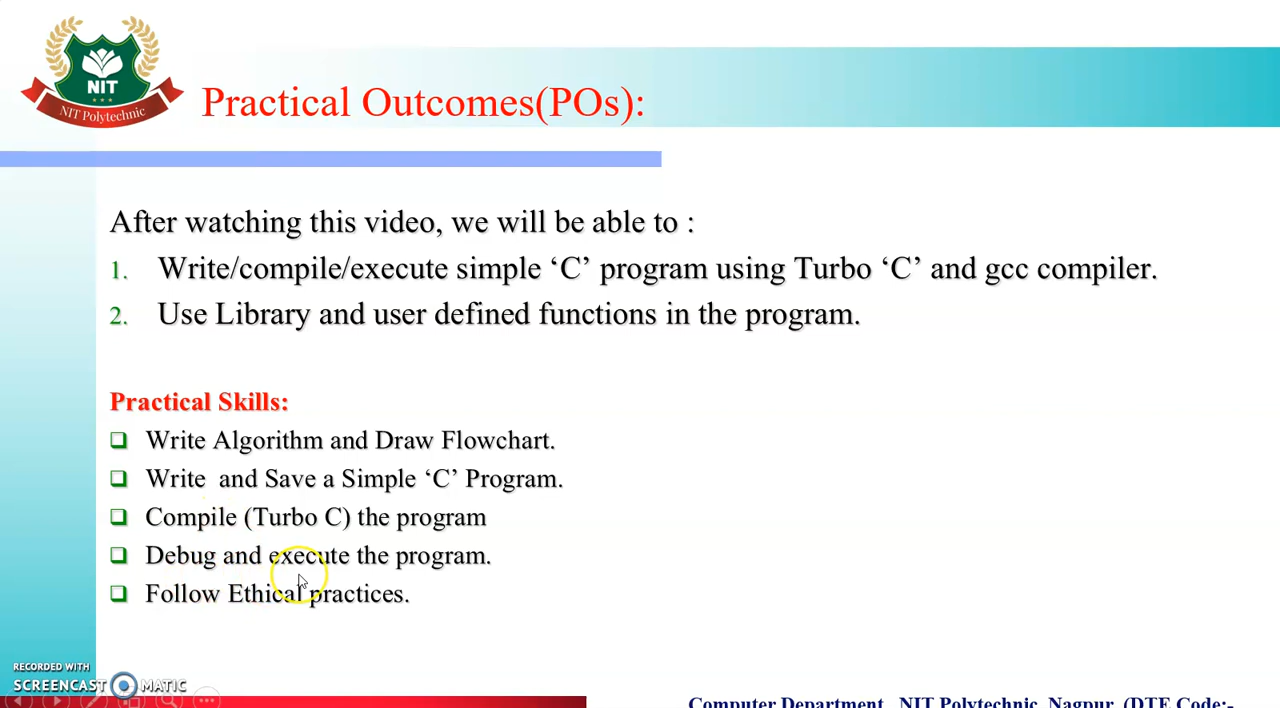 NIT
NIT Polytechnic
Practical Outcomes(POs):
After watching this video, we will be able to :
1. Write/compile/execute simple ‘C’ program using Turbo ‘C’ and gcc compiler.
2. Use Library and user defined functions in the program.
Practical Skills:
Write Algorithm and Draw Flowchart.
Write and Save a Simple ‘C’ Program.
Compile (Turbo C) the program
Debug and execute the program.
Follow Ethical practices.
RECORDED WITH
SCREENCAST MATIC
Computer Department, NIT Polytechnic, Nagpur (DTE Code:-